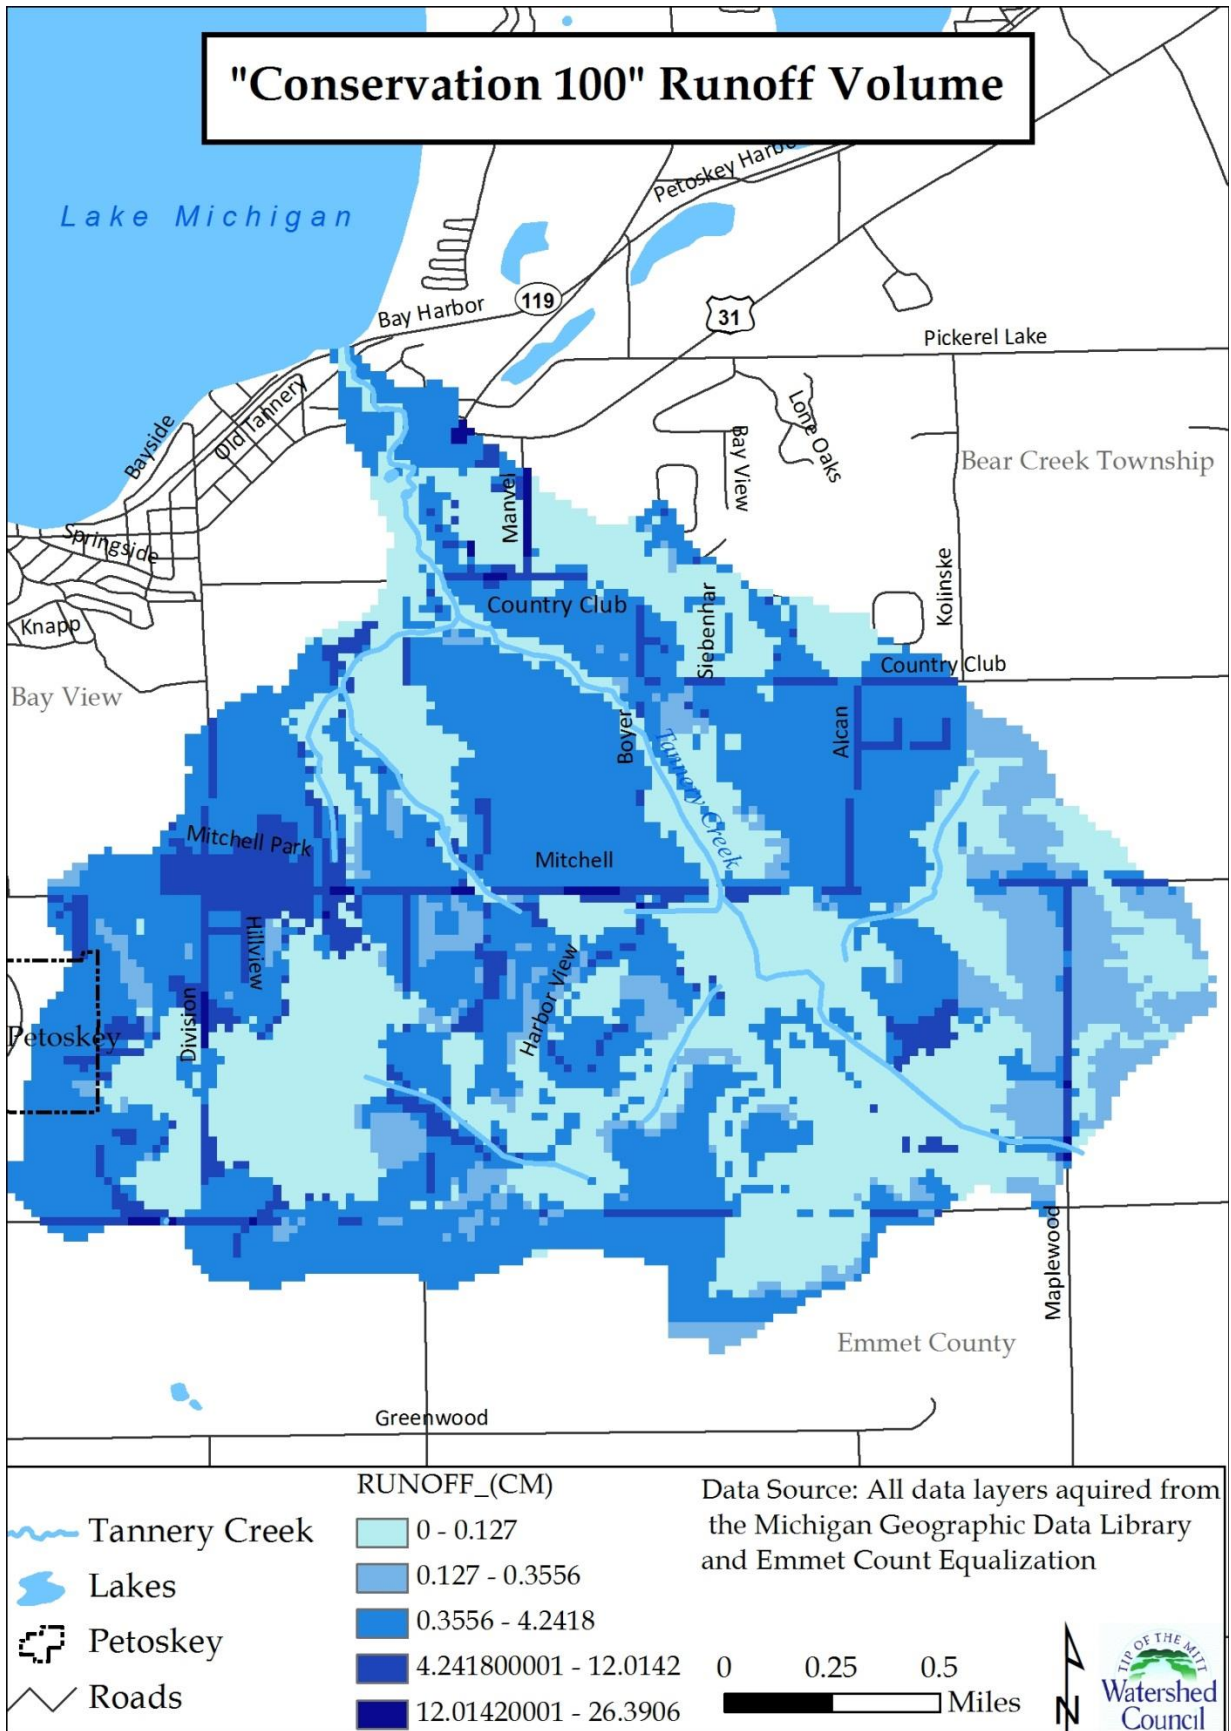 "Conservation 100" Runoff Volume
Petoskey Harbo
Lake Michigan
119
Bay Harbor
31
Pickerel Lake
Old Tannery
Lone Oaks
Bayside
Bay View
Bear Creek Township
Manvel
Springside
Kolinske
Country Club
Knapp
Siebenhar
Country Club
Bay View
Boyer
Alcan
Tannery Creek
Mitchell Park
Mitchell
Hillview
Harbor View
Division
Petoskey
Maplewood
Emmet County
Greenwood
Tannery Creek
Lakes
Petoskey
Roads
RUNOFF_(CM)
0 - 0.127
0.127 - 0.3556
0.3556 - 4.2418
4.241800001 - 12.0142
12.01420001 - 26.3906
Data Source: All data layers aquired from
the Michigan Geographic Data Library
and Emmet Count Equalization
0 0.25 0.5
Miles
N
TIP OF THE MITT
Watershed
Council